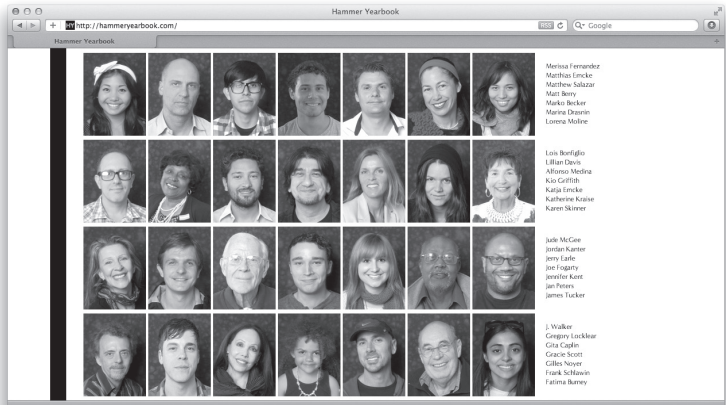 Hammer Yearbook
HY http://hammeryearbook.com/
RSS
Google
Hammer Yearbook
Merissa Fernandez
Matthias Emcke
Matthew Salazar
Matt Berry
Marko Becker
Marina Drasnin
Lorena Moline
Lois Bonfiglio
Lillian Davis
Alfonso Medina
Kio Griffith
Katja Emcke
Katherine Kraise
Karen Skinner
Jude McGee
Jordan Kanter
Jerry Earle
Joe Fogarty
Jennifer Kent
Jan Peters
James Tucker
J. Walker
Gregory Locklear
Gita Caplin
Gracie Scott
Gilles Noyer
Frank Schlawin
Fatima Burney